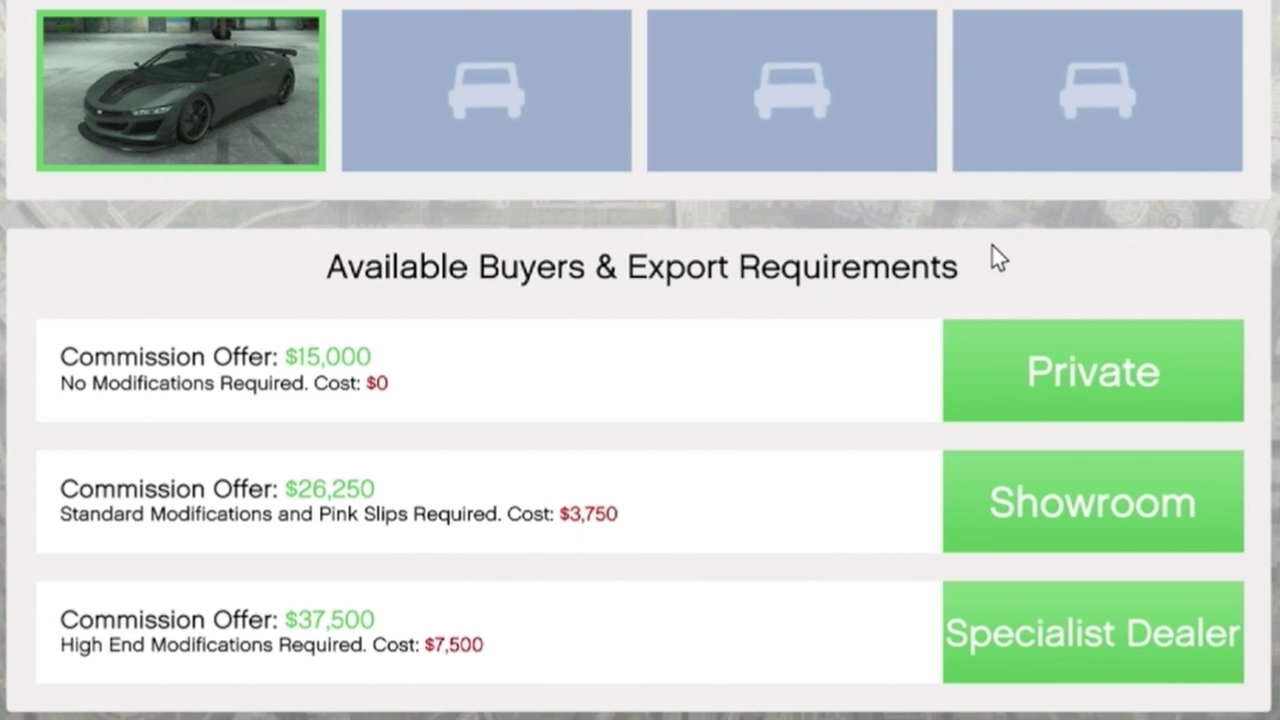 Available Buyers & Export Requirements
Commission Offer: $15,000
No Modifications Required. Cost: $0
Private
Commission Offer: $26,250
Standard Modifications and Pink Slips Required. Cost: $3,750
Showroom
Commission Offer: $37,500
High End Modifications Required. Cost: $7,500
Specialist Dealer